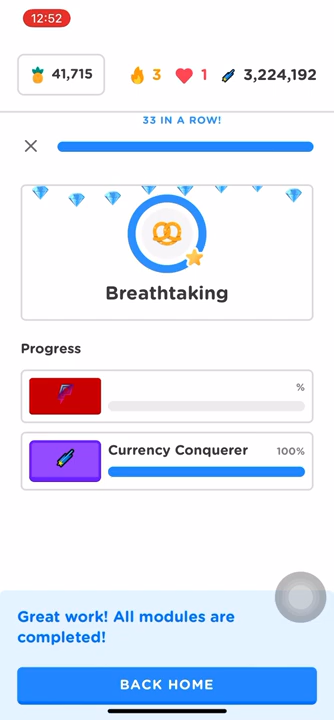 12:52
41,715 3 1 3,224,192
33 IN A ROW!
Breathtaking
Progress
%
Currency Conquerer 100%
Great work! All modules are
completed!
BACK HOME